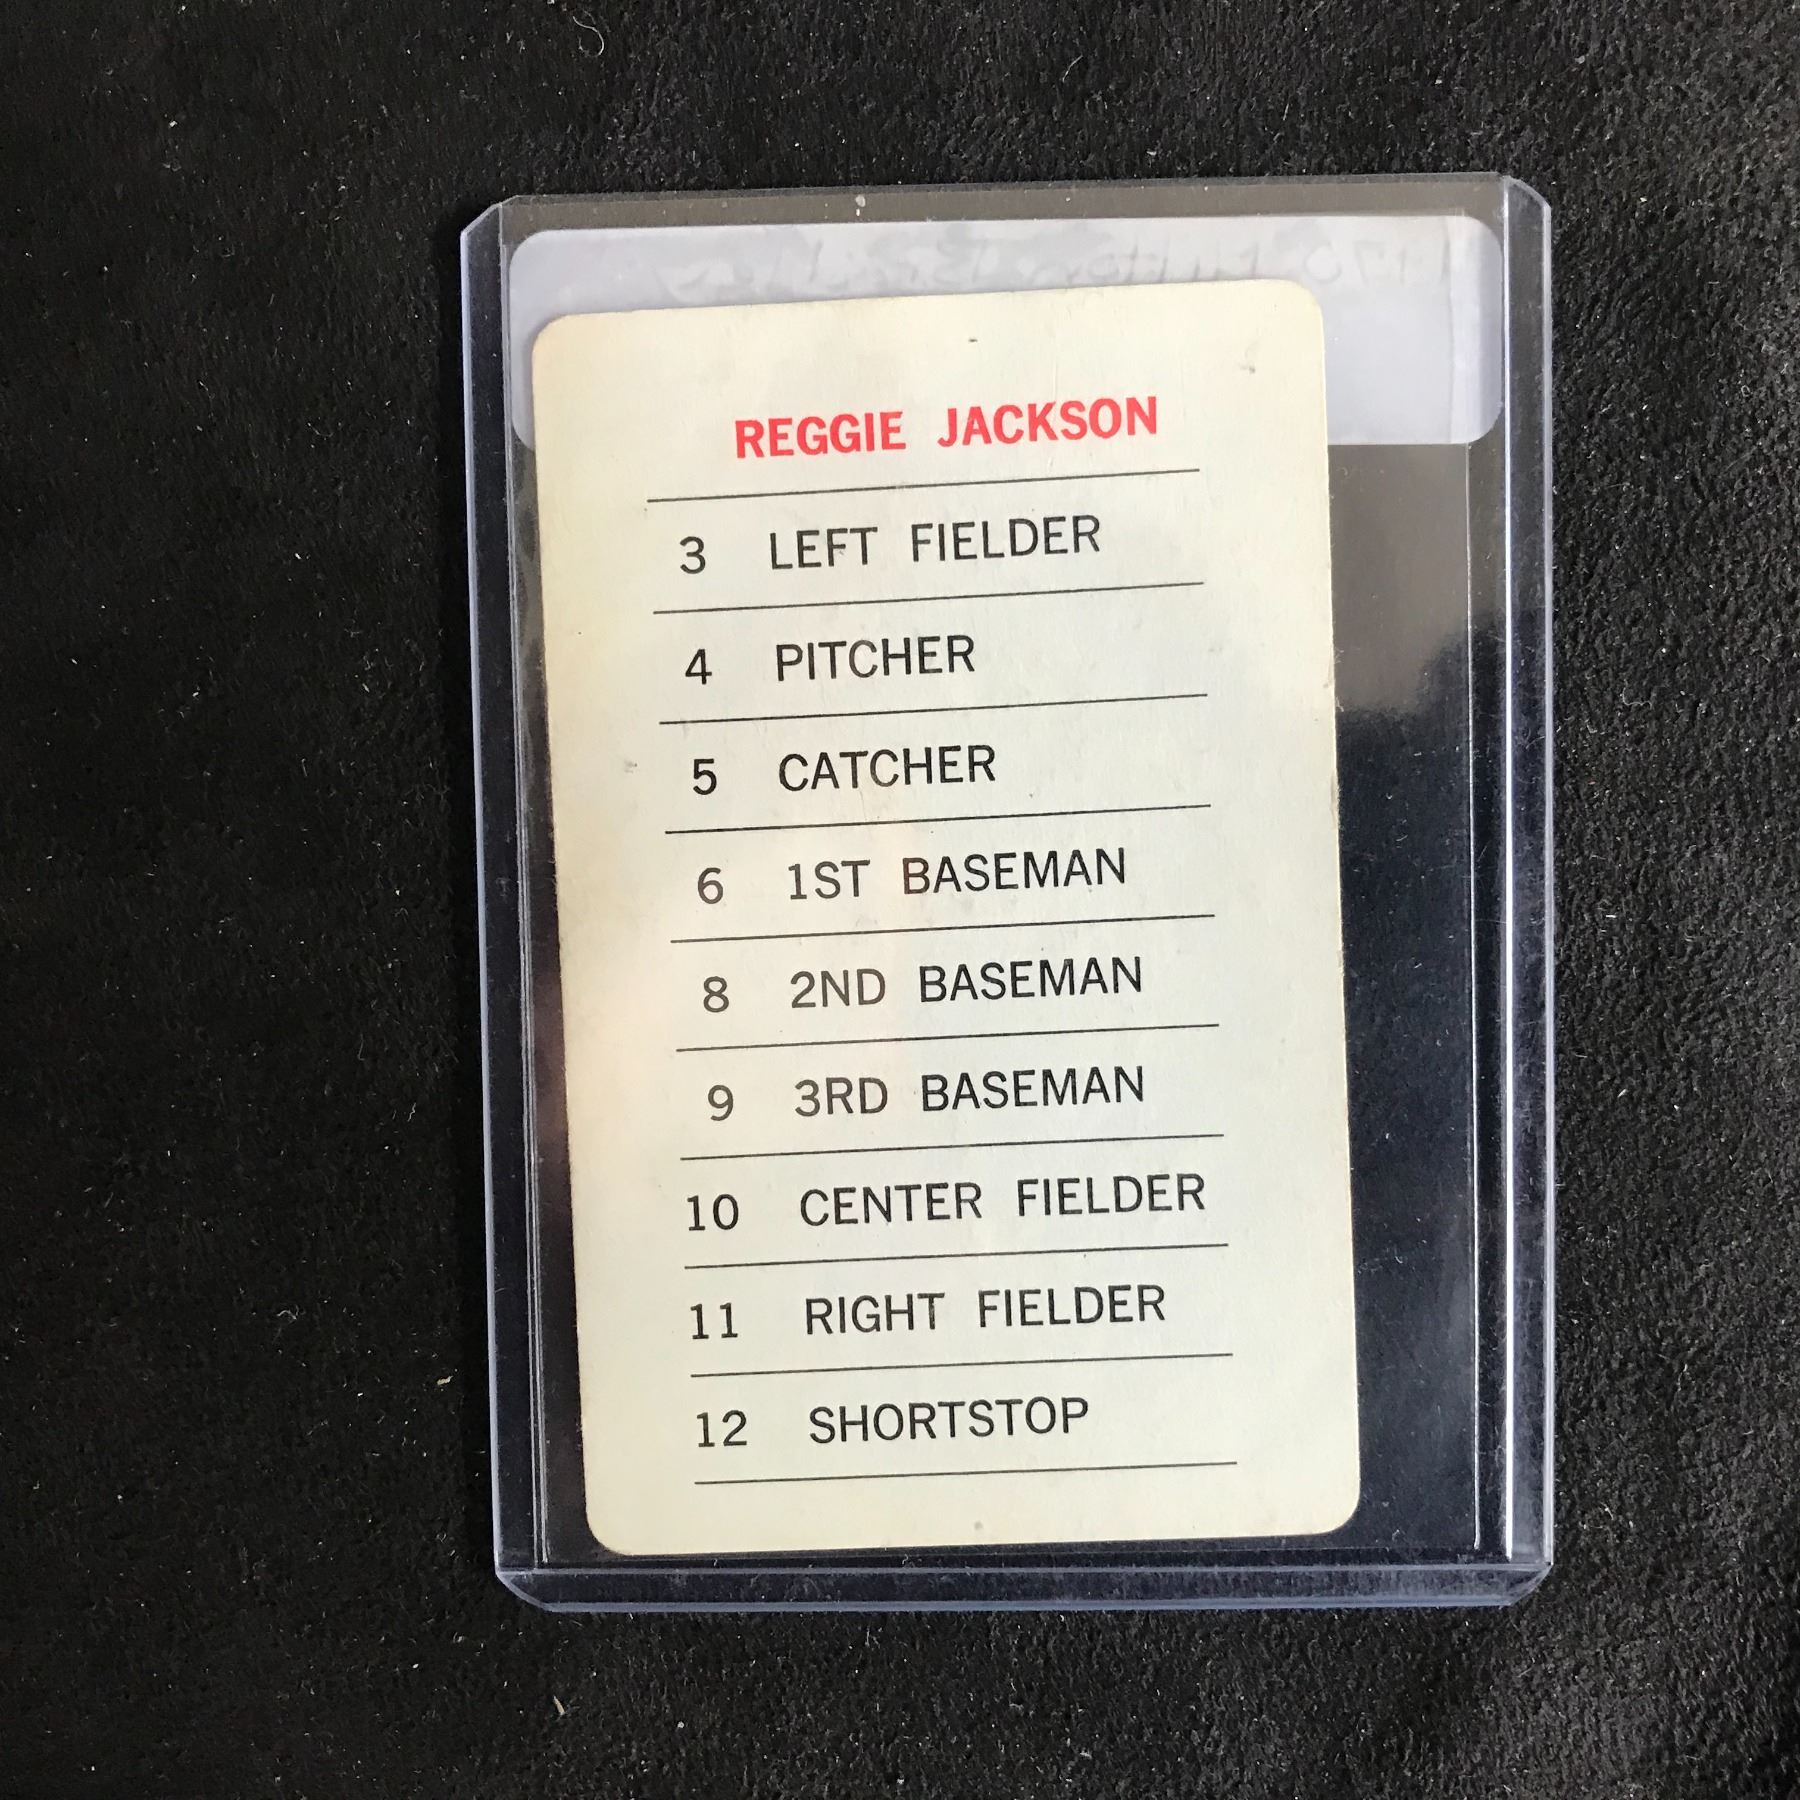 REGGIE JACKSON
3 LEFT FIELDER
4 PITCHER
5 CATCHER
6 1ST BASEMAN
8 2ND BASEMAN
9 3RD BASEMAN
10 CENTER FIELDER
11 RIGHT FIELDER
12 SHORTSTOP